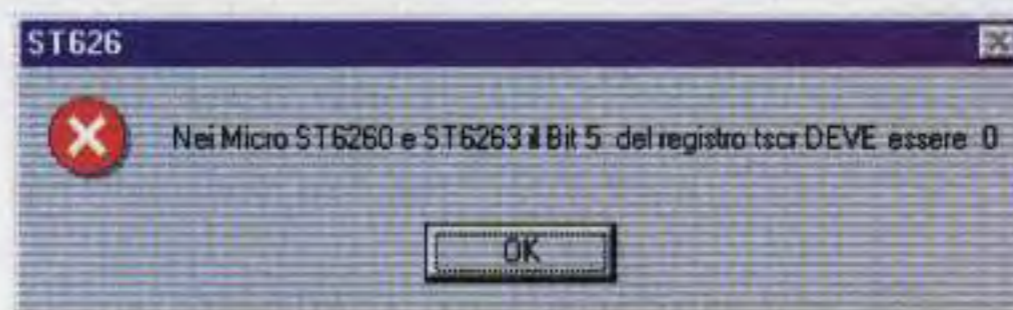 ST626
Nei Micro ST6260 e ST6263 il Bit 5 del registro tscr DEVE essere 0
OK